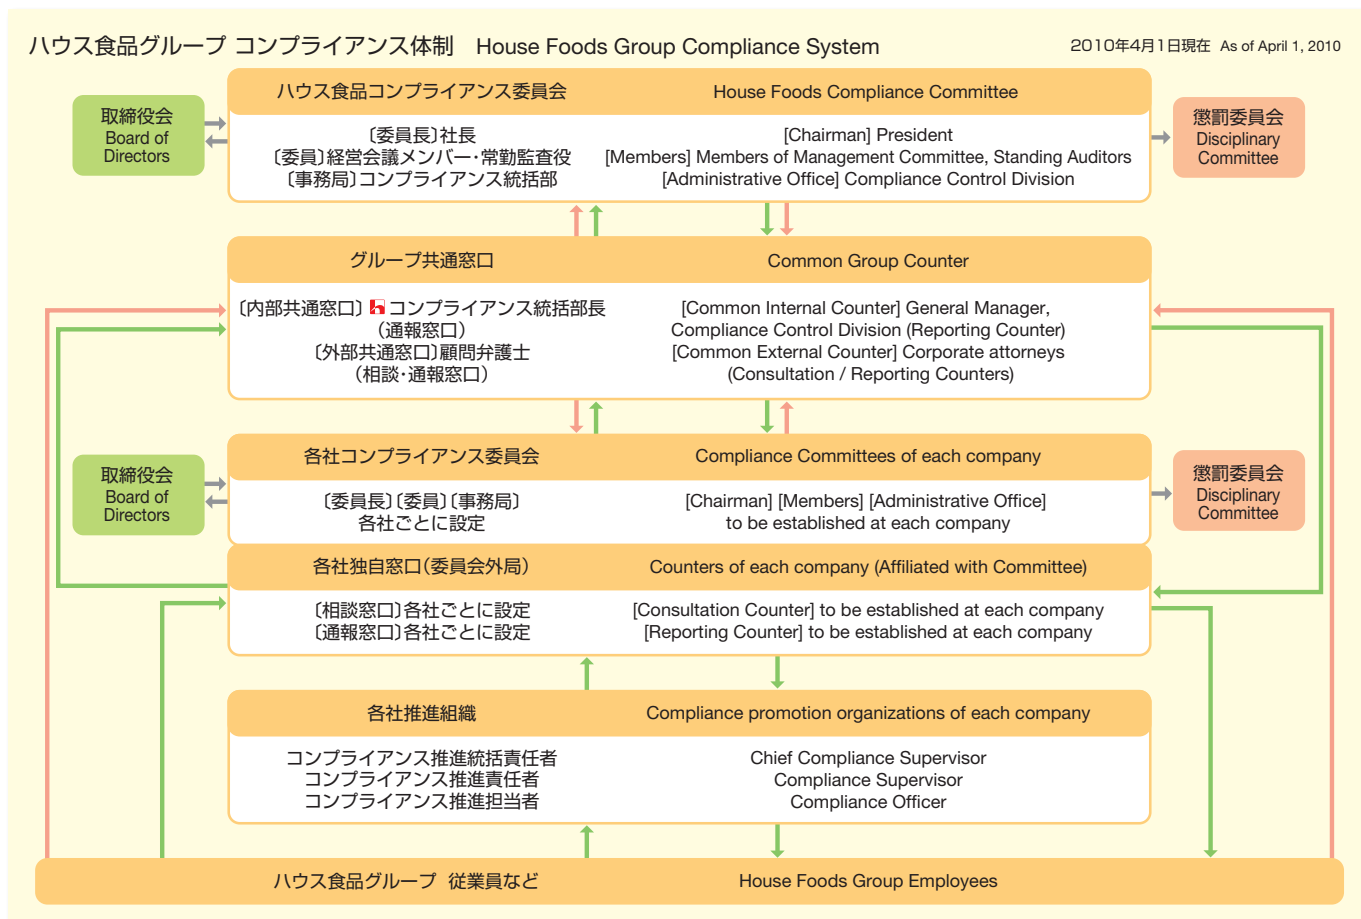 ハウス食品グループ コンプライアンス体制 House Foods Group Compliance System
2010年4月1日現在 As of April 1, 2010
取締役会
Board of
Directors
ハウス食品コンプライアンス委員会 House Foods Compliance Committee
〔委員長〕社長
〔委員〕経営会議メンバー・常勤監査役
〔事務局〕コンプライアンス統括部
[Chairman] President
[Members] Members of Management Committee, Standing Auditors
[Administrative Office] Compliance Control Division
懲罰委員会
Disciplinary
Committee
グループ共通窓口 Common Group Counter
〔内部共通窓口〕コンプライアンス統括部長
（通報窓口）
〔外部共通窓口〕顧問弁護士
（相談・通報窓口）
[Common Internal Counter] General Manager,
Compliance Control Division (Reporting Counter)
[Common External Counter] Corporate attorneys
(Consultation / Reporting Counters)
取締役会
Board of
Directors
各社コンプライアンス委員会 Compliance Committees of each company
〔委員長〕〔委員〕〔事務局〕
各社ごとに設定
[Chairman] [Members] [Administrative Office]
to be established at each company
懲罰委員会
Disciplinary
Committee
各社独自窓口（委員会外局） Counters of each company (Affiliated with Committee)
〔相談窓口〕各社ごとに設定
〔通報窓口〕各社ごとに設定
[Consultation Counter] to be established at each company
[Reporting Counter] to be established at each company
各社推進組織 Compliance promotion organizations of each company
コンプライアンス推進統括責任者
コンプライアンス推進責任者
コンプライアンス推進担当者
Chief Compliance Supervisor
Compliance Supervisor
Compliance Officer
ハウス食品グループ 従業員など House Foods Group Employees